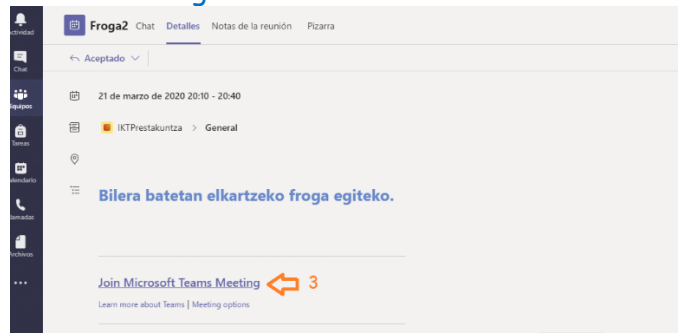 Actividad
Froga2 Chat Detalles Notas de la reunión Pizarra
Chat
Aceptado
Equipos
21 de marzo de 2020 20:10 - 20:40
IKTPrestakuntza > General
Tareas
Calendario
Bilera batetan elkartzeko froga egiteko.
Llamadas
Archivos
Join Microsoft Teams Meeting 3
Learn more about Teams | Meeting options